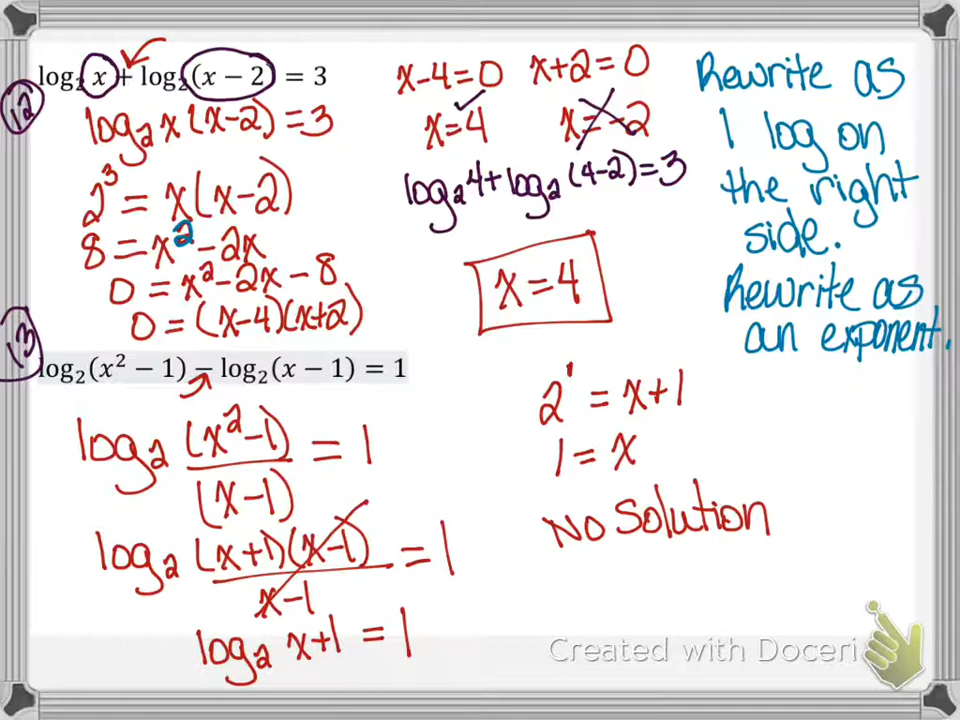 log₂ x + log₂(x − 2) = 3
12
log₂ x(x-2) = 3
2³ = x(x-2)
8 = x² - 2x
0 = x² - 2x - 8
0 = (x-4)(x+2)
x-4=0 x+2=0
x=4 x=-2
log₂4 + log₂(4-2) = 3
x = 4
Rewrite as
1 log on
the right
side.
Rewrite as
an exponent.
13
log₂(x² − 1) − log₂(x − 1) = 1
log₂ (x²-1)/(x-1) = 1
log₂ (x+1)(x-1)/x-1 = 1
log₂ x+1 = 1
2¹ = x+1
1 = x
No Solution
Created with Doceri